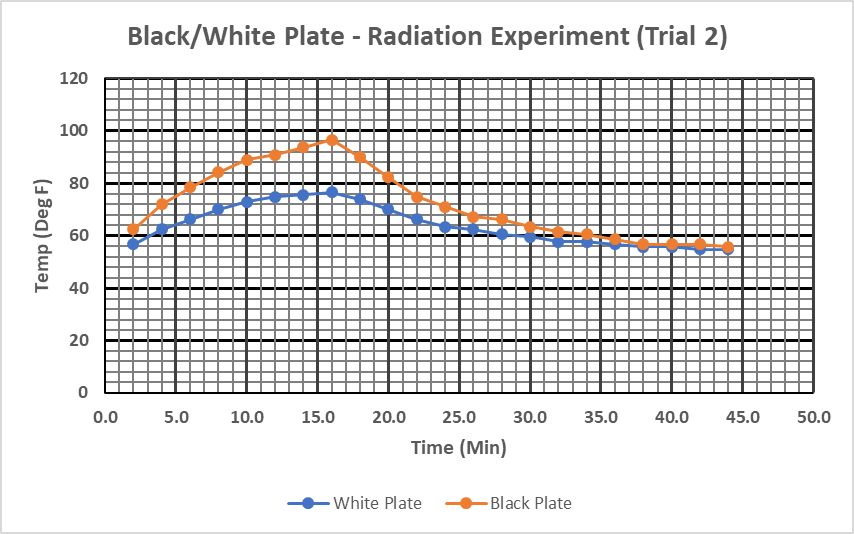 Black/White Plate - Radiation Experiment (Trial 2)
120
100
80
60
40
20
0
Temp (Deg F)
0.0 5.0 10.0 15.0 20.0 25.0 30.0 35.0 40.0 45.0 50.0
Time (Min)
White Plate Black Plate